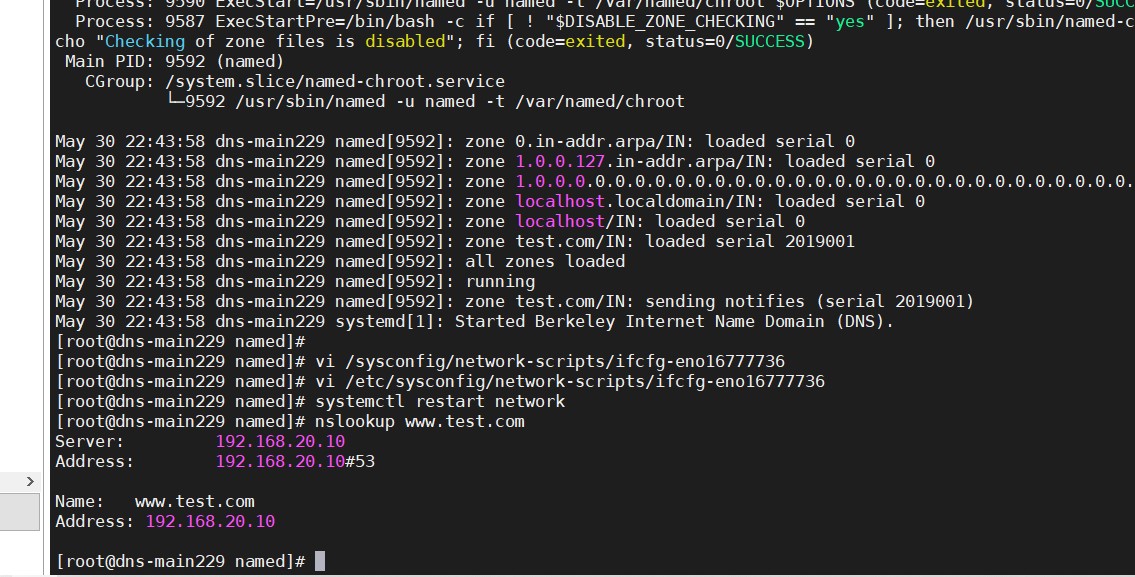 Process: 9590 ExecStart=/usr/sbin/named -u named -t /var/named/chroot $OPTIONS (code=exited, status=0/SUCC
Process: 9587 ExecStartPre=/bin/bash -c if [ ! "$DISABLE_ZONE_CHECKING" == "yes" ]; then /usr/sbin/named-c
cho "Checking of zone files is disabled"; fi (code=exited, status=0/SUCCESS)
Main PID: 9592 (named)
CGroup: /system.slice/named-chroot.service
└─9592 /usr/sbin/named -u named -t /var/named/chroot
May 30 22:43:58 dns-main229 named[9592]: zone 0.in-addr.arpa/IN: loaded serial 0
May 30 22:43:58 dns-main229 named[9592]: zone 1.0.0.127.in-addr.arpa/IN: loaded serial 0
May 30 22:43:58 dns-main229 named[9592]: zone 1.0.0.0.0.0.0.0.0.0.0.0.0.0.0.0.0.0.0.0.0.0.0.0.0.0.0.0.0.0.0.
May 30 22:43:58 dns-main229 named[9592]: zone localhost.localdomain/IN: loaded serial 0
May 30 22:43:58 dns-main229 named[9592]: zone localhost/IN: loaded serial 0
May 30 22:43:58 dns-main229 named[9592]: zone test.com/IN: loaded serial 2019001
May 30 22:43:58 dns-main229 named[9592]: all zones loaded
May 30 22:43:58 dns-main229 named[9592]: running
May 30 22:43:58 dns-main229 named[9592]: zone test.com/IN: sending notifies (serial 2019001)
May 30 22:43:58 dns-main229 systemd[1]: Started Berkeley Internet Name Domain (DNS).
[root@dns-main229 named]#
[root@dns-main229 named]# vi /sysconfig/network-scripts/ifcfg-eno16777736
[root@dns-main229 named]# vi /etc/sysconfig/network-scripts/ifcfg-eno16777736
[root@dns-main229 named]# systemctl restart network
[root@dns-main229 named]# nslookup www.test.com
Server: 192.168.20.10
Address: 192.168.20.10#53
Name: www.test.com
Address: 192.168.20.10
[root@dns-main229 named]#